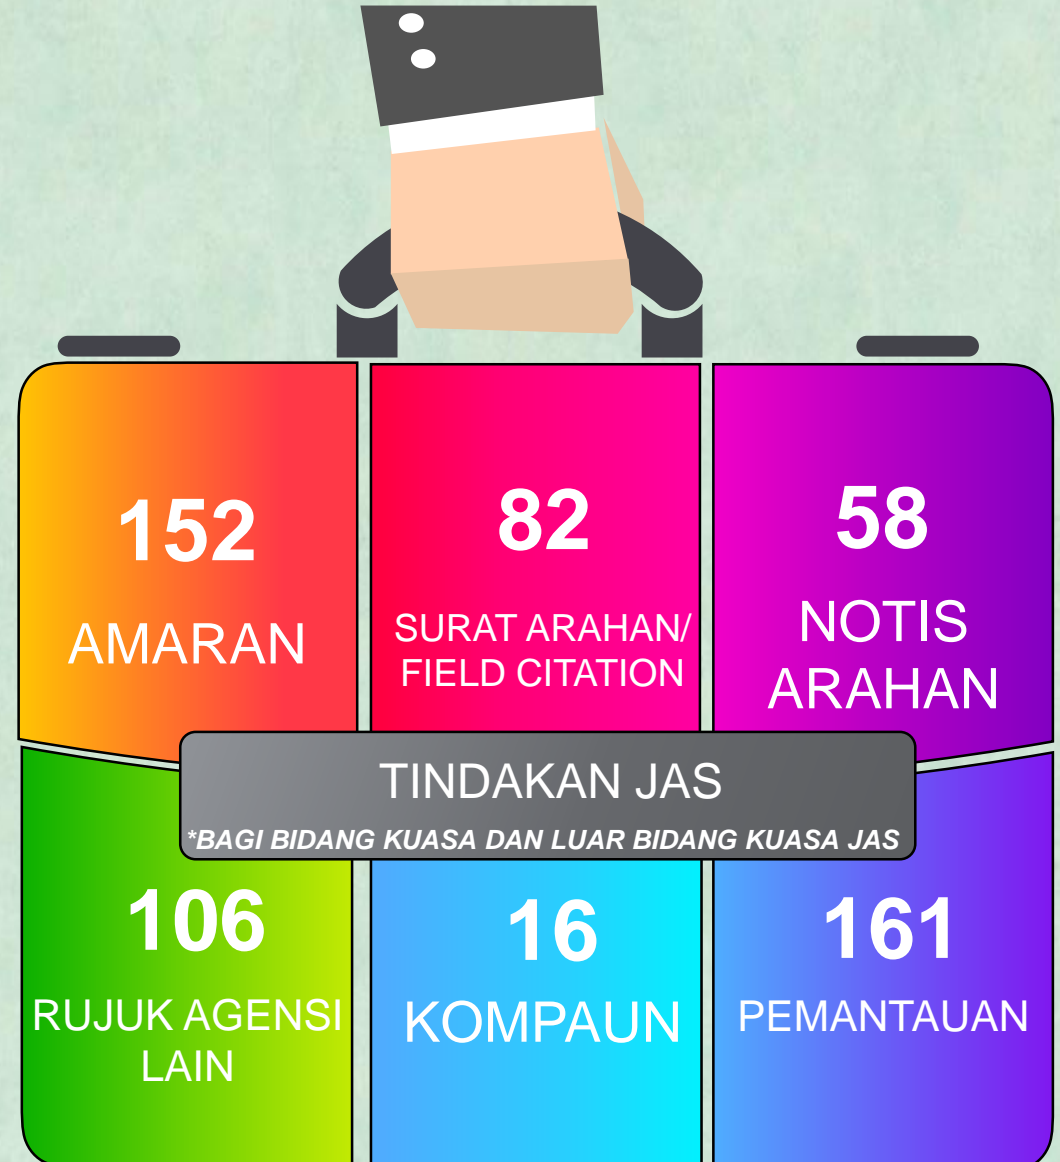 152
AMARAN
82
SURAT ARAHAN/
FIELD CITATION
58
NOTIS
ARAHAN
TINDAKAN JAS
*BAGI BIDANG KUASA DAN LUAR BIDANG KUASA JAS
106
RUJUK AGENSI
LAIN
16
KOMPAUN
161
PEMANTAUAN